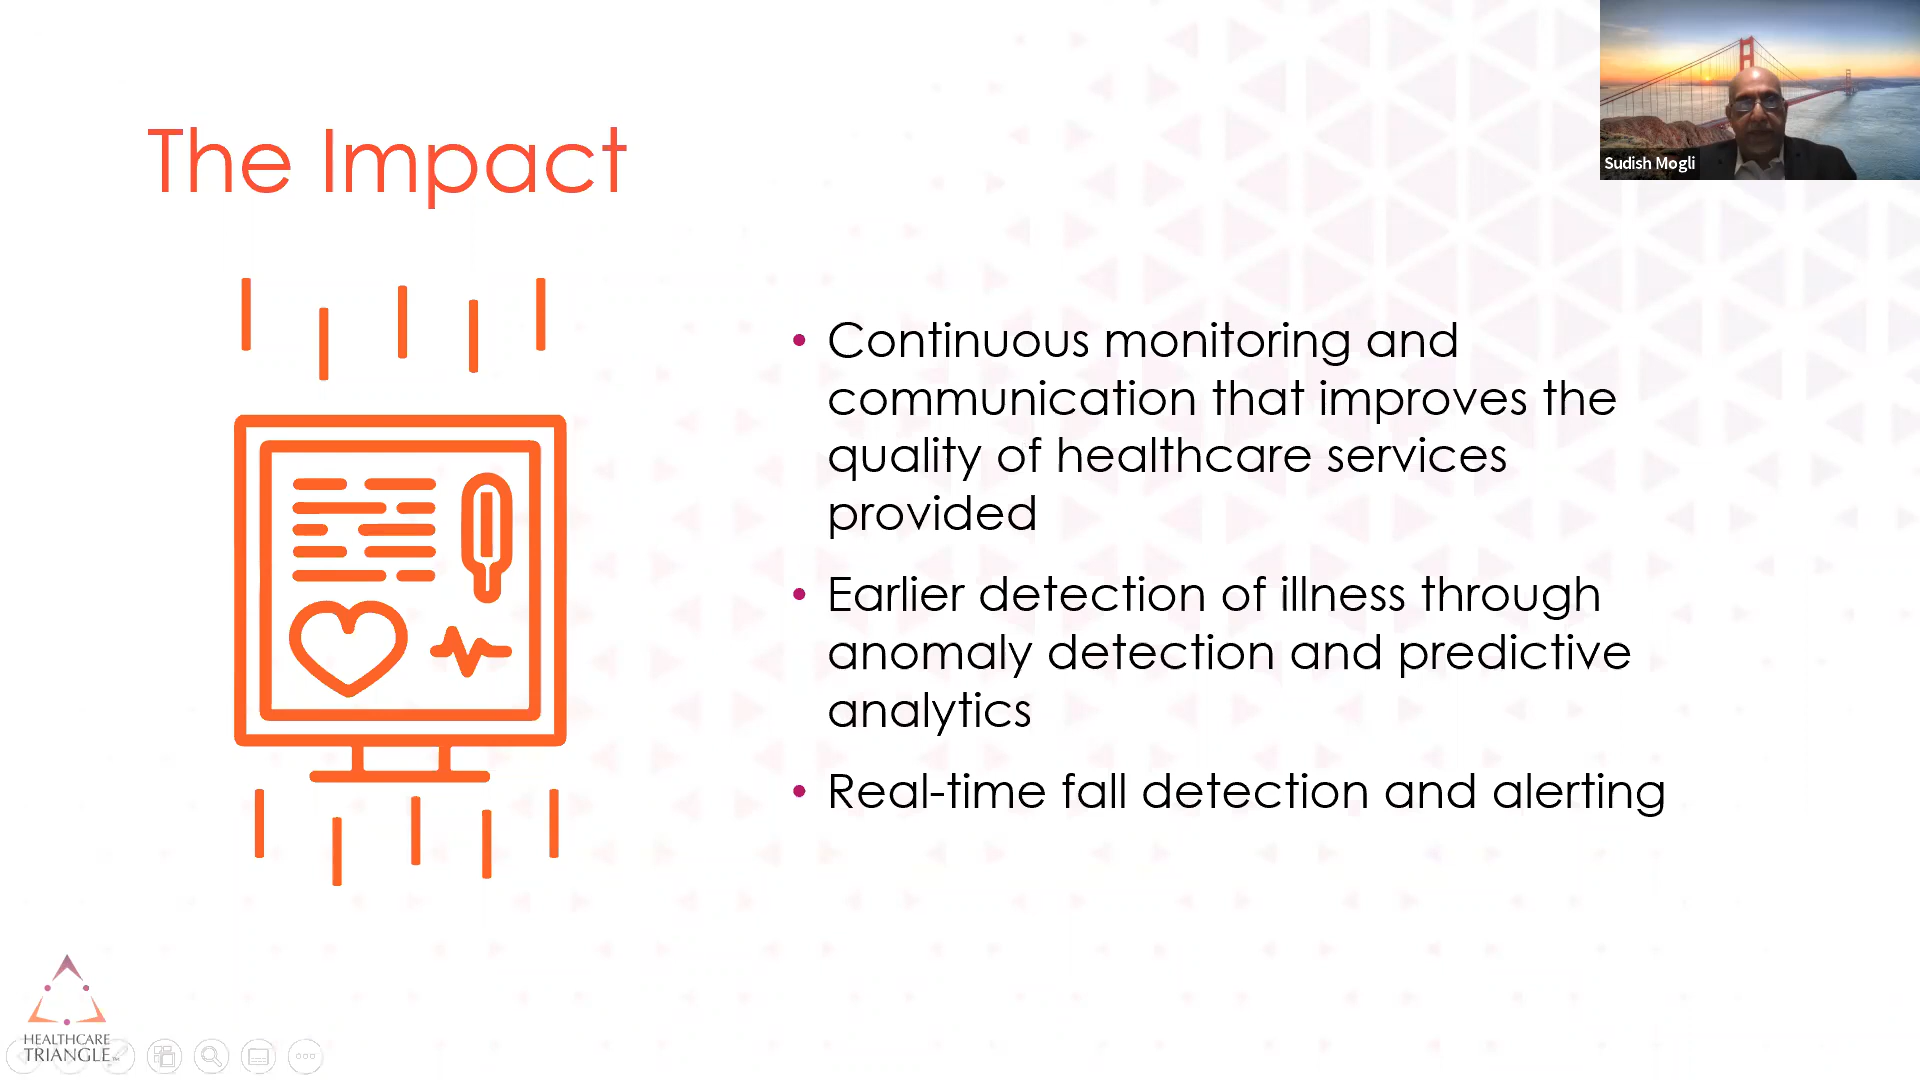 The Impact
Sudish Mogli
• Continuous monitoring and
communication that improves the
quality of healthcare services
provided
• Earlier detection of illness through
anomaly detection and predictive
analytics
• Real-time fall detection and alerting
HEALTHCARE
TRIANGLE™